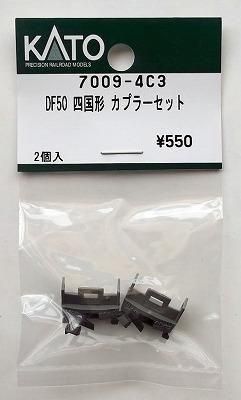 KATO
PRECISION RAILROAD MODELS
7009-4C3
DF50 四国形 カプラーセット
¥550
2個入